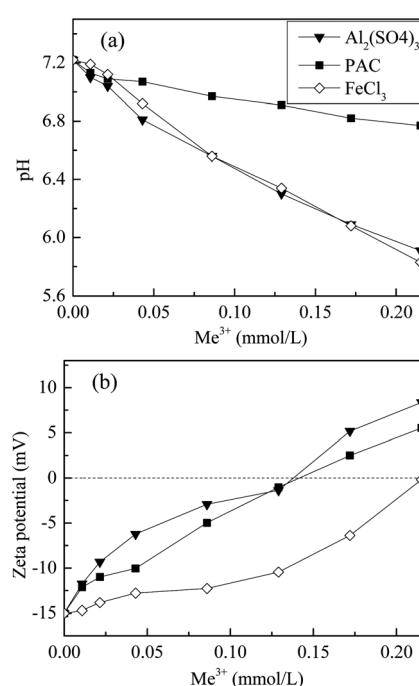 (a)
Al2(SO4)3
PAC
FeCl3
7.2
6.8
6.4
6.0
5.6
pH
0.00 0.05 0.10 0.15 0.20
Me3+ (mmol/L)
(b)
10
5
0
-5
-10
-15
Zeta potential (mV)
0.00 0.05 0.10 0.15 0.20
Me3+ (mmol/L)